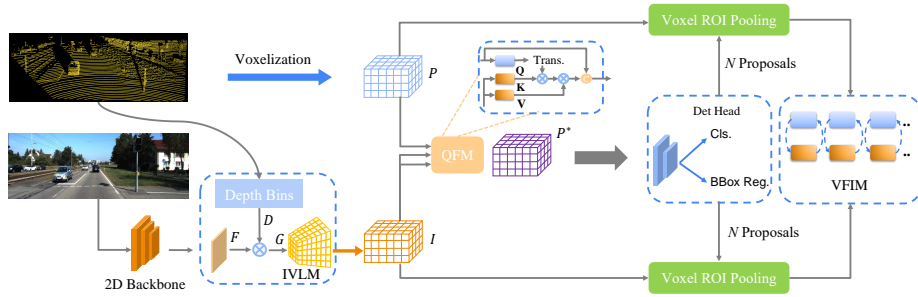 Voxel ROI Pooling
Voxelization
P
Trans.
Q
K
V
N Proposals
QFM
P*
Det Head
Cls.
BBox Reg.
..
..
VFIM
Depth Bins
D
F
G
IVLM
I
2D Backbone
N Proposals
Voxel ROI Pooling